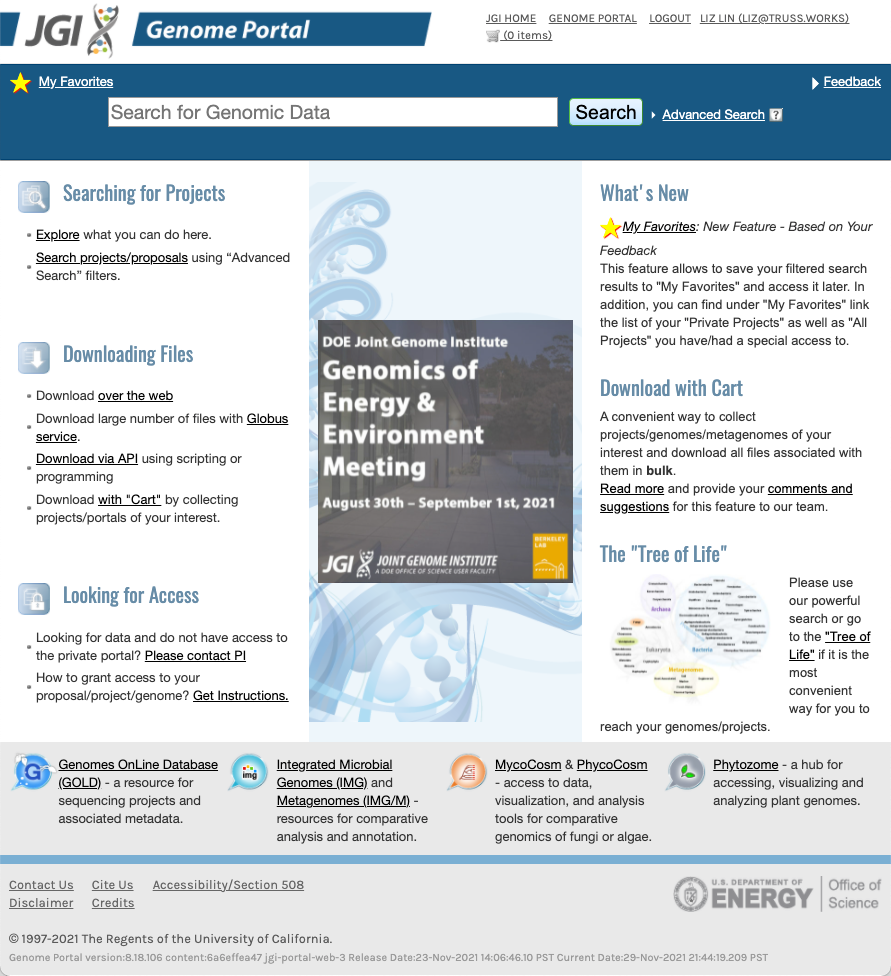 JGI Genome Portal
JGI HOME GENOME PORTAL LOGOUT LIZ LIN (LIZ@TRUSS.WORKS)
(0 items)
My Favorites
Feedback
Search for Genomic Data
Search
Advanced Search ?
Searching for Projects
Explore what you can do here.
Search projects/proposals using “Advanced
Search” filters.
Downloading Files
Download over the web
Download large number of files with Globus
service.
Download via API using scripting or
programming
Download with "Cart" by collecting
projects/portals of your interest.
Looking for Access
Looking for data and do not have access to
the private portal? Please contact PI
How to grant access to your
proposal/project/genome? Get Instructions.
DOE Joint Genome Institute
Genomics of
Energy &
Environment
Meeting
August 30th – September 1st, 2021
JGI JOINT GENOME INSTITUTE
A DOE OFFICE OF SCIENCE USER FACILITY
BERKELEY LAB
What's New
My Favorites: New Feature - Based on Your
Feedback
This feature allows to save your filtered search
results to "My Favorites" and access it later. In
addition, you can find under "My Favorites" link
the list of your "Private Projects" as well as "All
Projects" you have/had a special access to.
Download with Cart
A convenient way to collect
projects/genomes/metagenomes of your
interest and download all files associated with
them in bulk.
Read more and provide your comments and
suggestions for this feature to our team.
The "Tree of Life"
Archaea
Eukaryota
Bacteria
Metagenomes
Please use
our powerful
search or go
to the "Tree of
Life" if it is the
most
convenient
way for you to
reach your genomes/projects.
G
Genomes OnLine Database
(GOLD) - a resource for
sequencing projects and
associated metadata.
img
Integrated Microbial
Genomes (IMG) and
Metagenomes (IMG/M) -
resources for comparative
analysis and annotation.
MycoCosm & PhycoCosm
- access to data,
visualization, and analysis
tools for comparative
genomics of fungi or algae.
Phytozome - a hub for
accessing, visualizing and
analyzing plant genomes.
Contact Us Cite Us Accessibility/Section 508
Disclaimer Credits
U.S. DEPARTMENT OF
ENERGY
Office of
Science
© 1997-2021 The Regents of the University of California.
Genome Portal version:8.18.106 content:6a6effea47 jgi-portal-web-3 Release Date:23-Nov-2021 14:06:46.10 PST Current Date:29-Nov-2021 21:44:19.209 PST